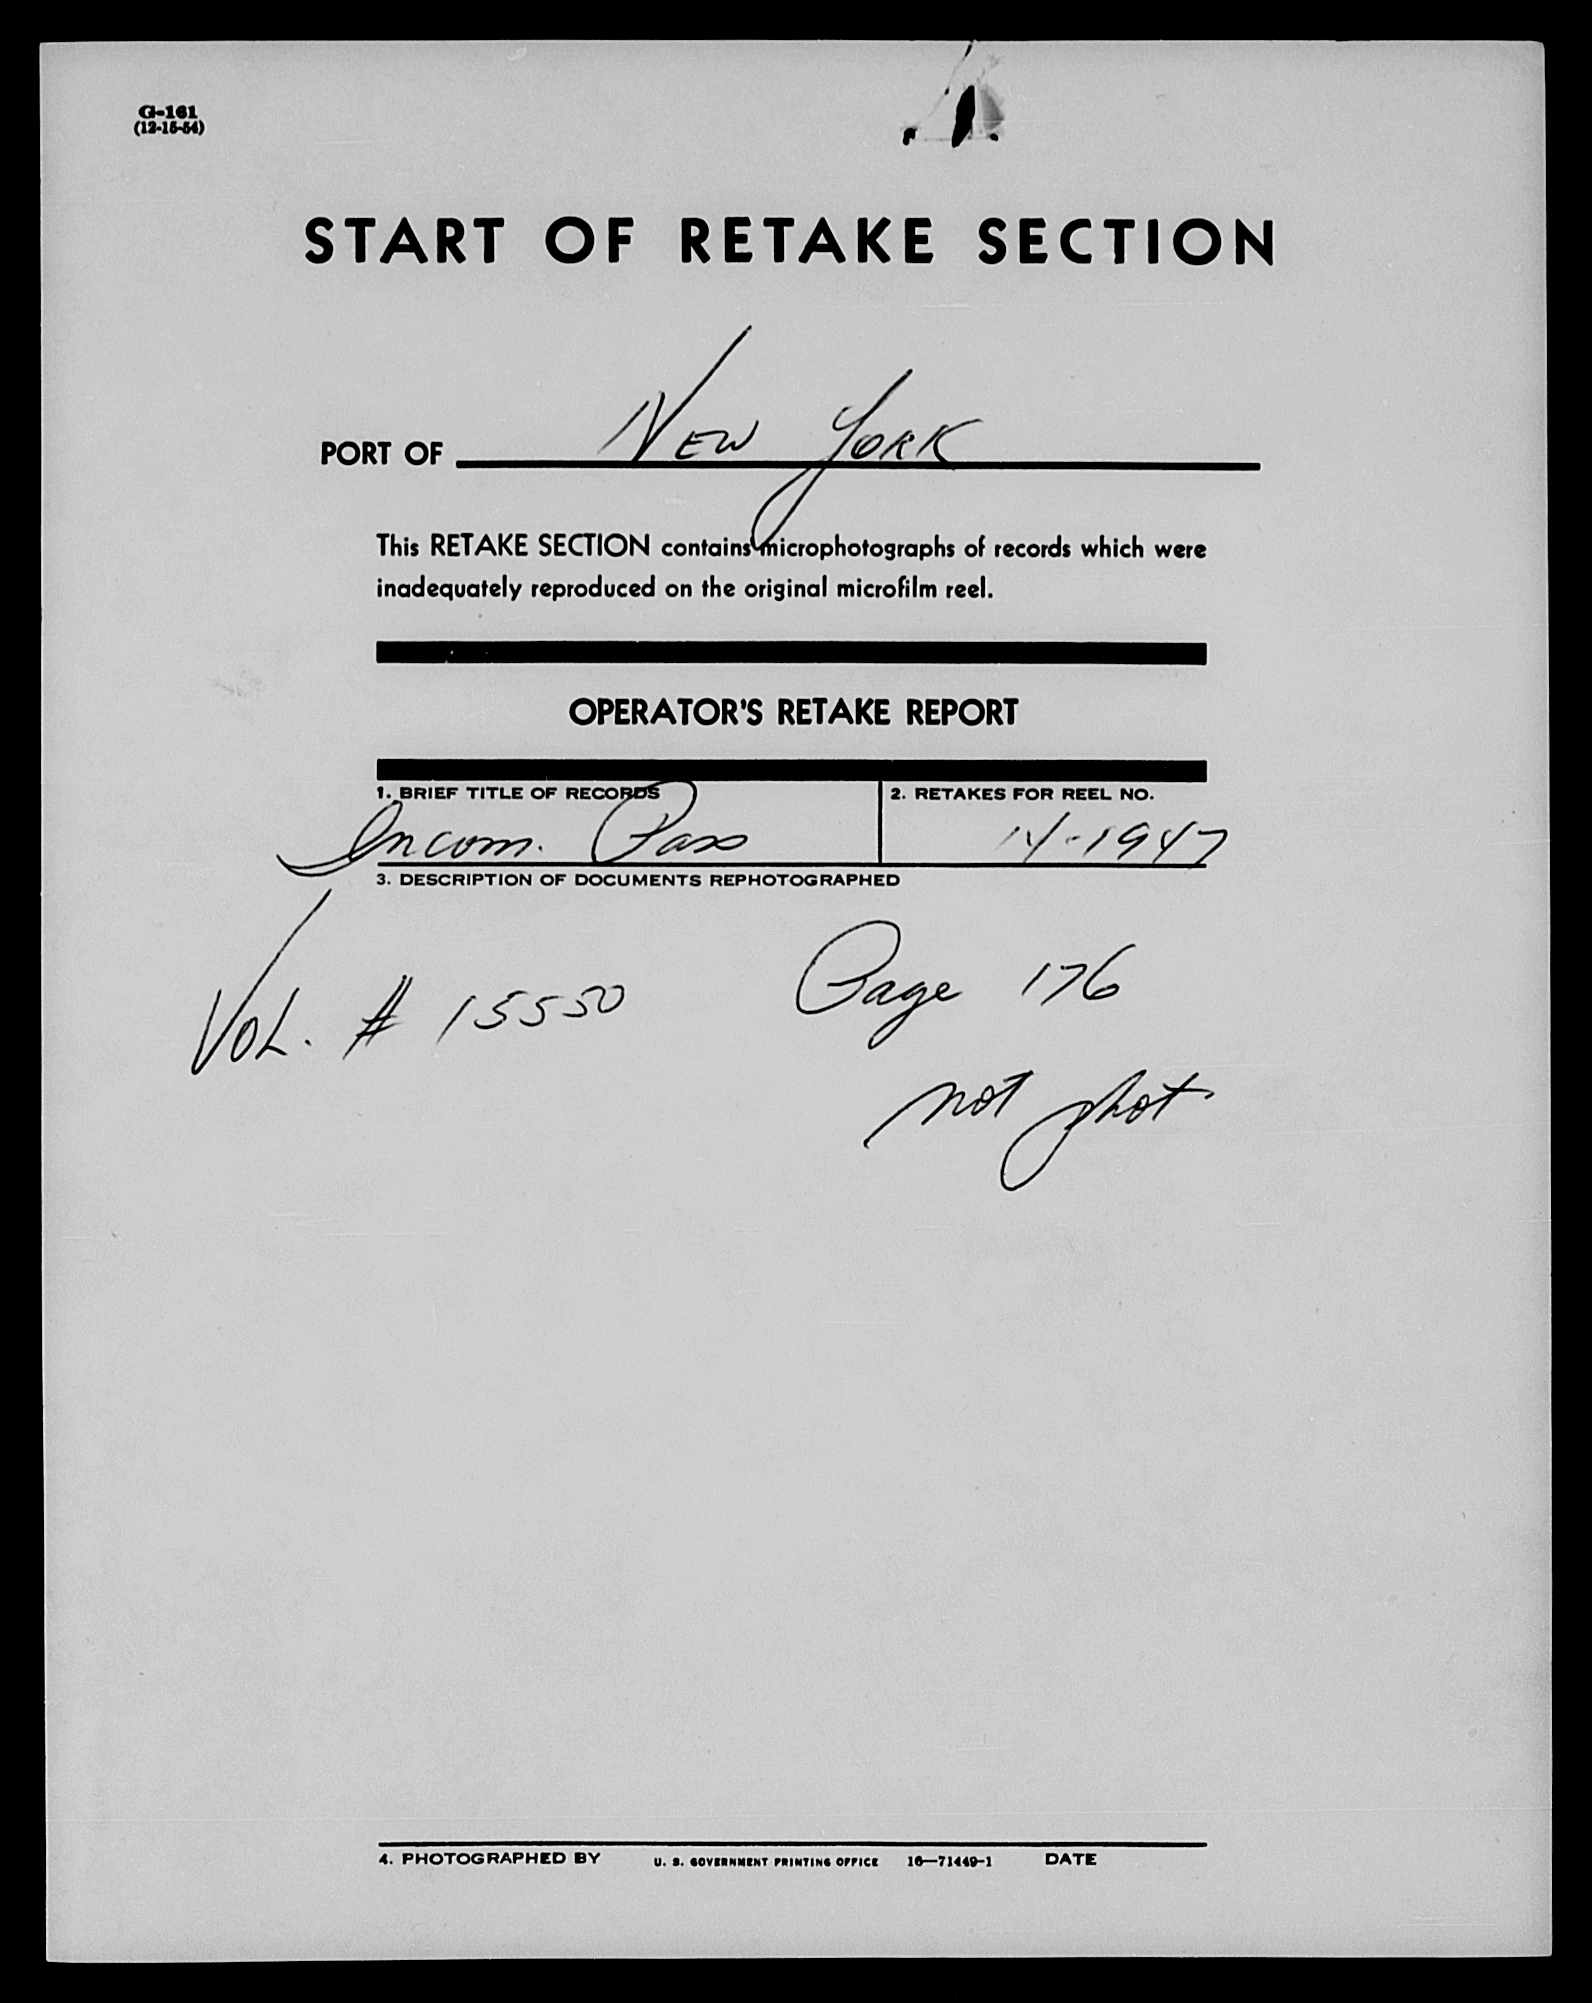 G-161
(12-15-54)
START OF RETAKE SECTION
PORT OF NEW YORK
This RETAKE SECTION contains microphotographs of records which were
inadequately reproduced on the original microfilm reel.
OPERATOR'S RETAKE REPORT
1. BRIEF TITLE OF RECORDS 2. RETAKES FOR REEL NO.
Incom. Pass 14-1947
3. DESCRIPTION OF DOCUMENTS REPHOTOGRAPHED
Vol. # 15550 Page 176
not phot
4. PHOTOGRAPHED BY U. S. GOVERNMENT PRINTING OFFICE 16—71449-1 DATE